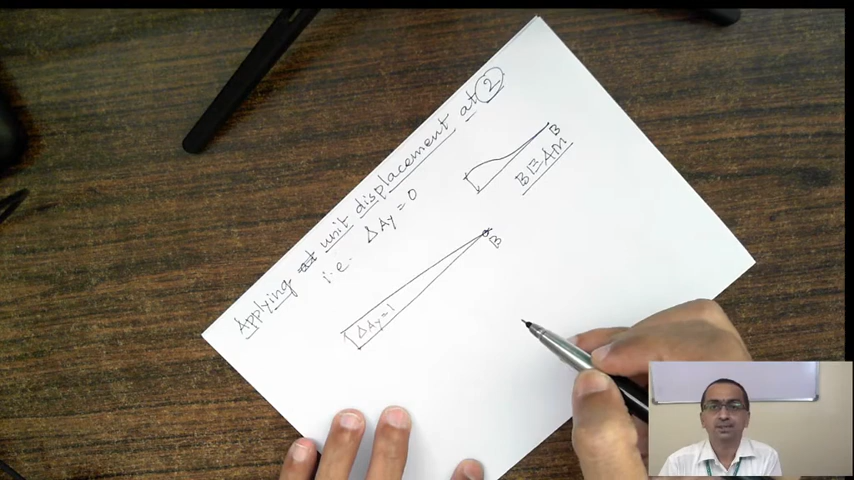 Applying at unit displacement at 2
i.e. ΔAy = 0
B
BEAM
B
ΔAy = 1